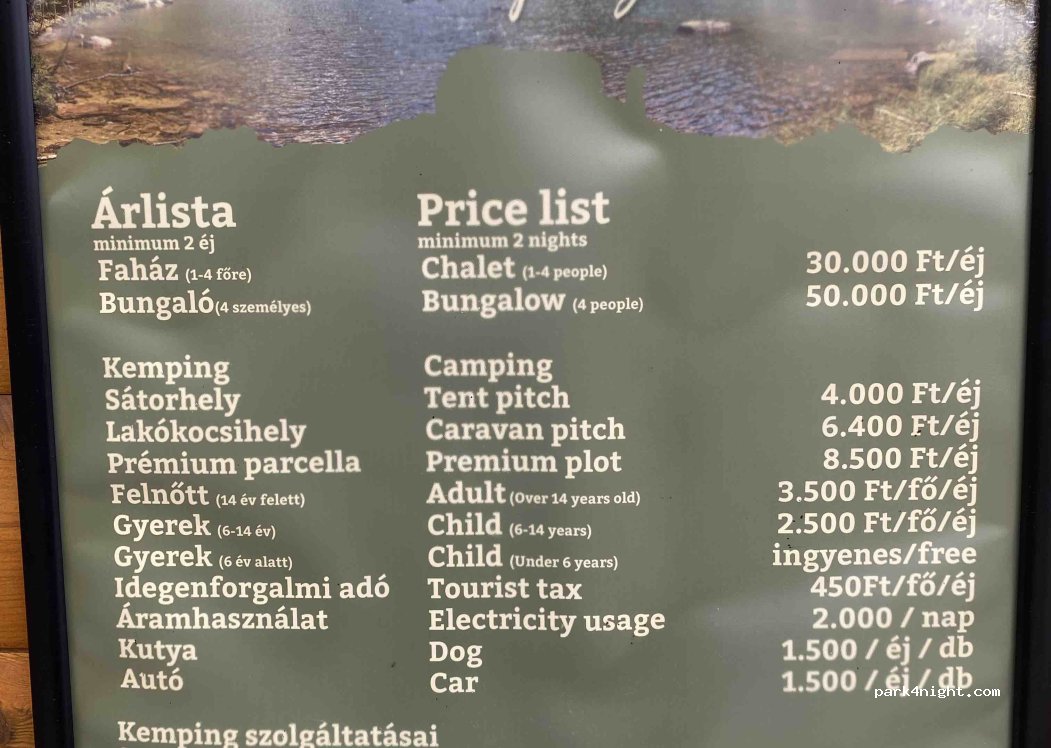 Árlista Price list
minimum 2 éj minimum 2 nights
Faház (1-4 főre) Chalet (1-4 people) 30.000 Ft/éj
Bungaló(4 személyes) Bungalow (4 people) 50.000 Ft/éj
Kemping Camping
Sátorhely Tent pitch 4.000 Ft/éj
Lakókocsihely Caravan pitch 6.400 Ft/éj
Prémium parcella Premium plot 8.500 Ft/éj
Felnőtt (14 év felett) Adult (Over 14 years old) 3.500 Ft/fő/éj
Gyerek (6-14 év) Child (6-14 years) 2.500 Ft/fő/éj
Gyerek (6 év alatt) Child (Under 6 years) ingyenes/free
Idegenforgalmi adó Tourist tax 450Ft/fő/éj
Áramhasználat Electricity usage 2.000 / nap
Kutya Dog 1.500 / éj / db
Autó Car 1.500 / éj / db
park4night.com
Kemping szolgáltatásai